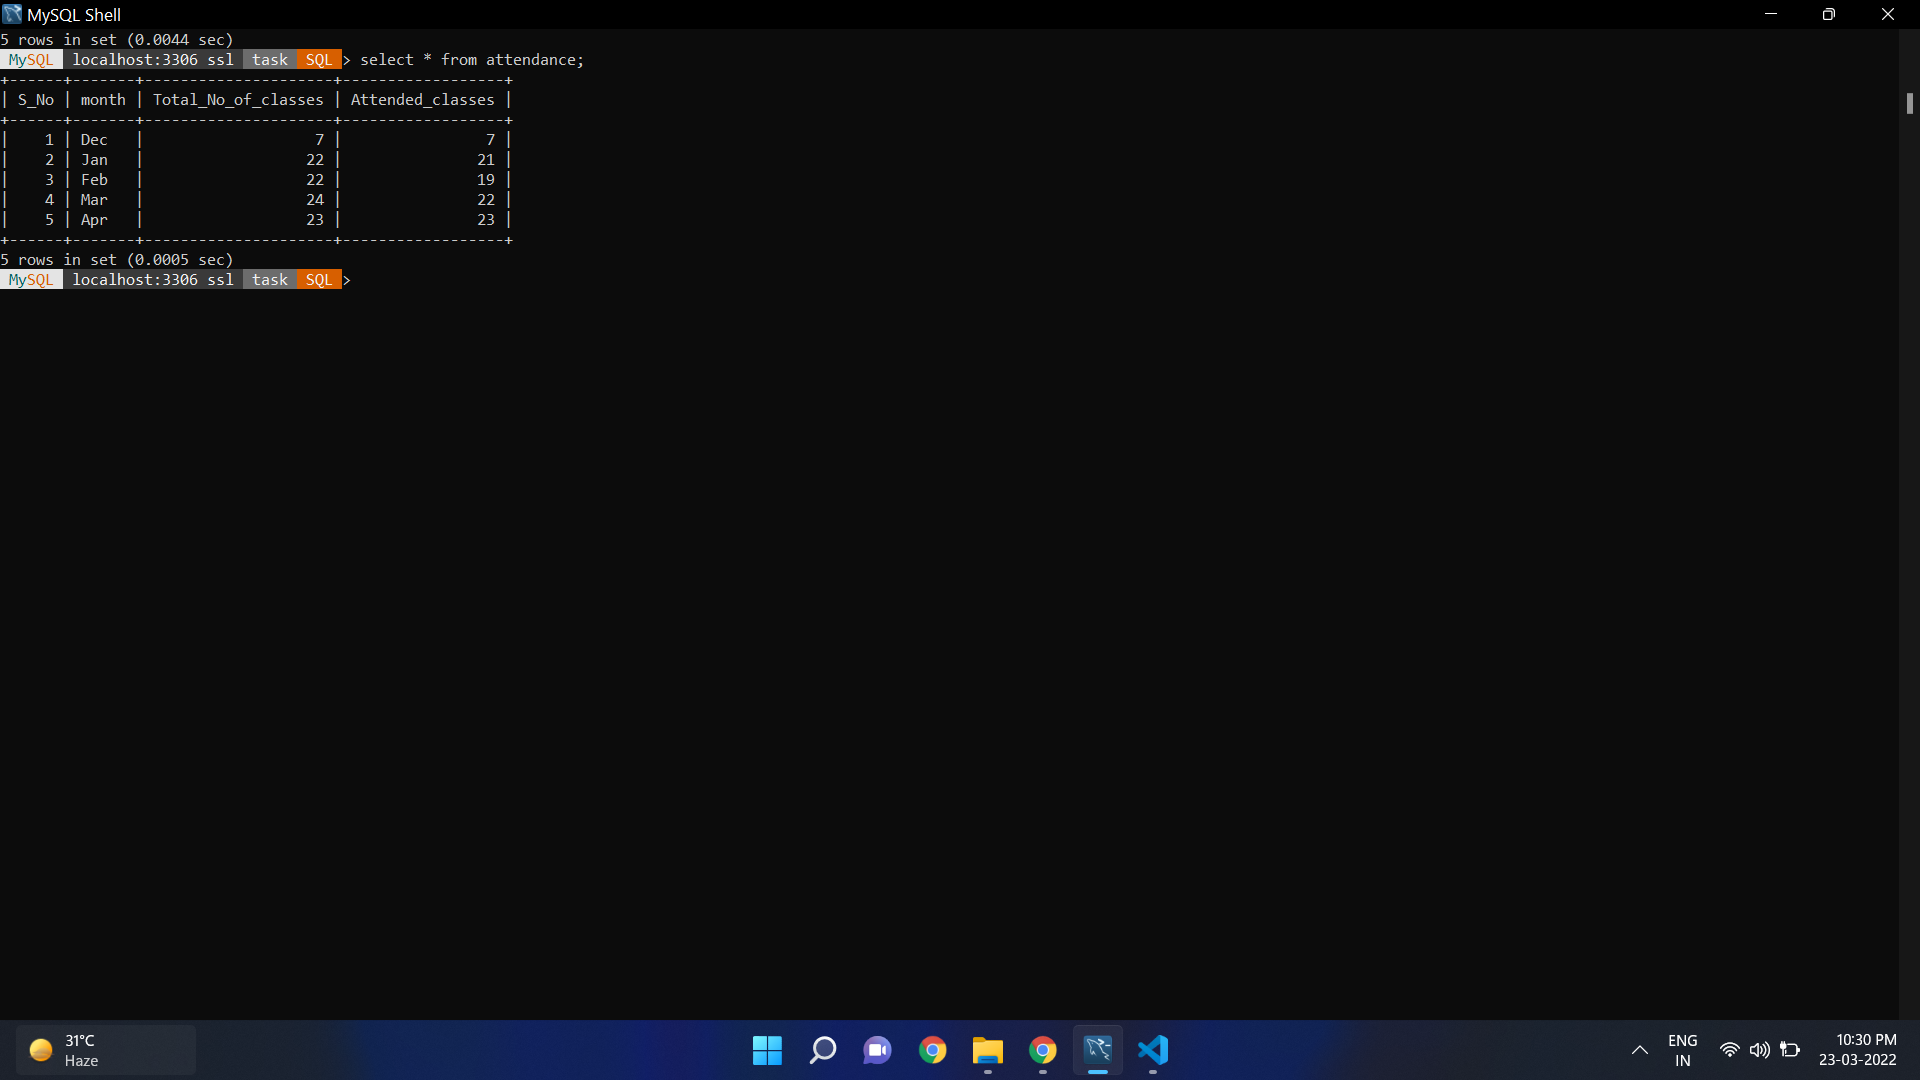 MySQL Shell
5 rows in set (0.0044 sec)
MySQL localhost:3306 ssl task SQL > select * from attendance;
+------+-------+---------------------+------------------+
| S_No | month | Total_No_of_classes | Attended_classes |
+------+-------+---------------------+------------------+
|    1 | Dec   |                   7 |                7 |
|    2 | Jan   |                  22 |               21 |
|    3 | Feb   |                  22 |               19 |
|    4 | Mar   |                  24 |               22 |
|    5 | Apr   |                  23 |               23 |
+------+-------+---------------------+------------------+
5 rows in set (0.0005 sec)
MySQL localhost:3306 ssl task SQL >
31°C
Haze
ENG
IN
10:30 PM
23-03-2022